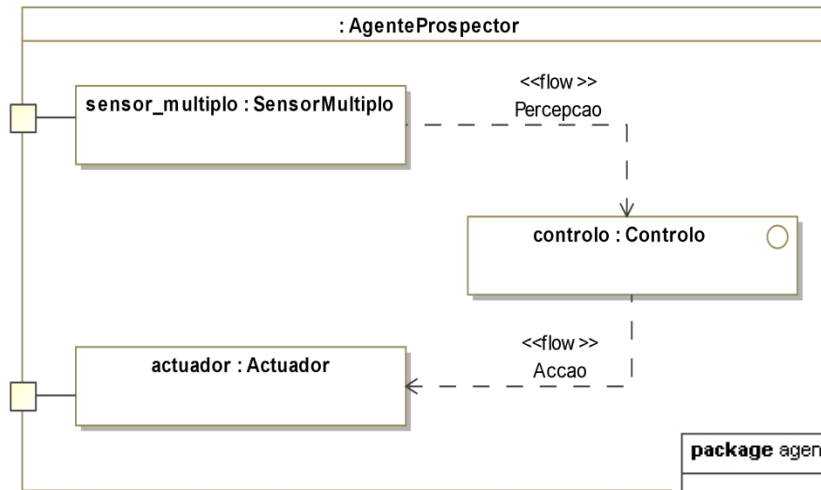 : AgenteProspector
sensor_multiplo : SensorMultiplo
<<flow >>
Percepcao
controlo : Controlo
<<flow >>
Accao
actuador : Actuador
package agen